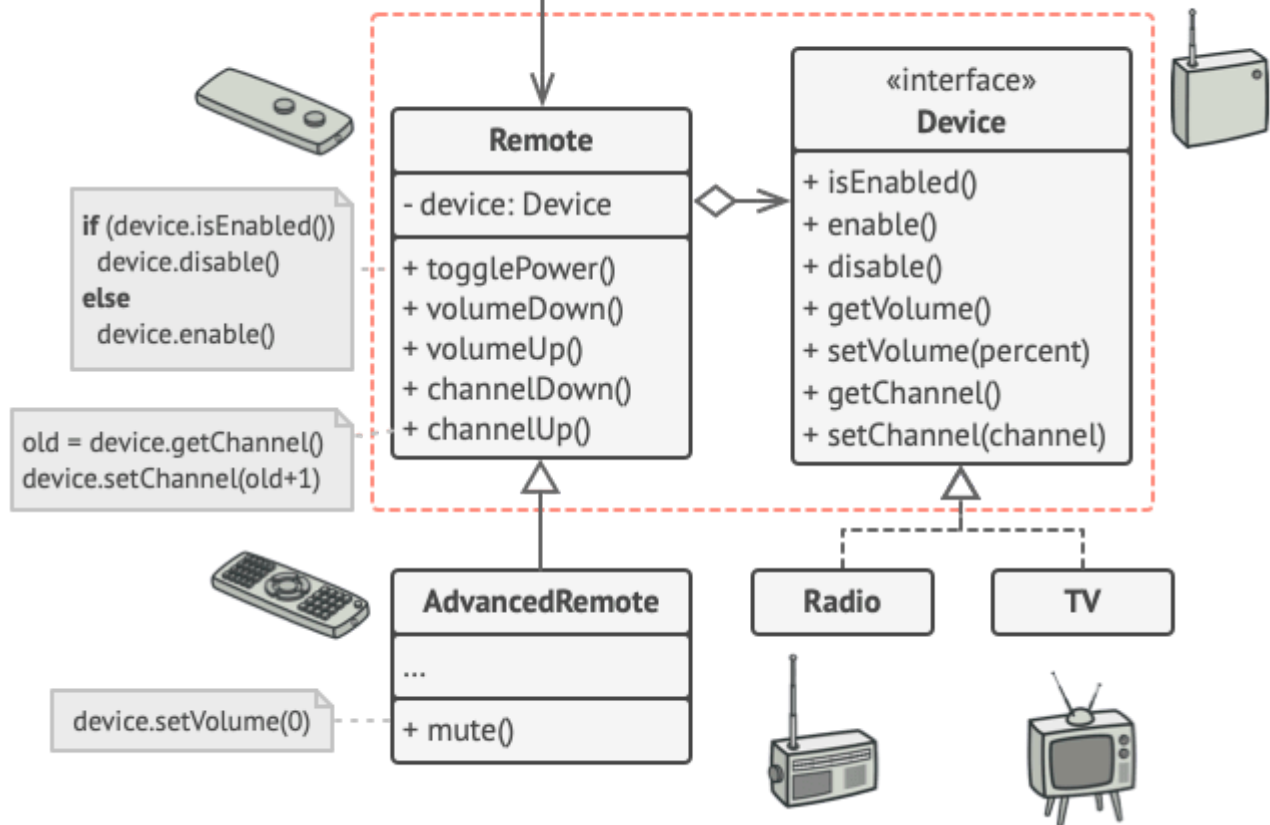 «interface»
Device
+ isEnabled()
+ enable()
+ disable()
+ getVolume()
+ setVolume(percent)
+ getChannel()
+ setChannel(channel)
Remote
- device: Device
+ togglePower()
+ volumeDown()
+ volumeUp()
+ channelDown()
+ channelUp()
if (device.isEnabled())
device.disable()
else
device.enable()
old = device.getChannel()
device.setChannel(old+1)
AdvancedRemote
...
+ mute()
device.setVolume(0)
Radio
TV